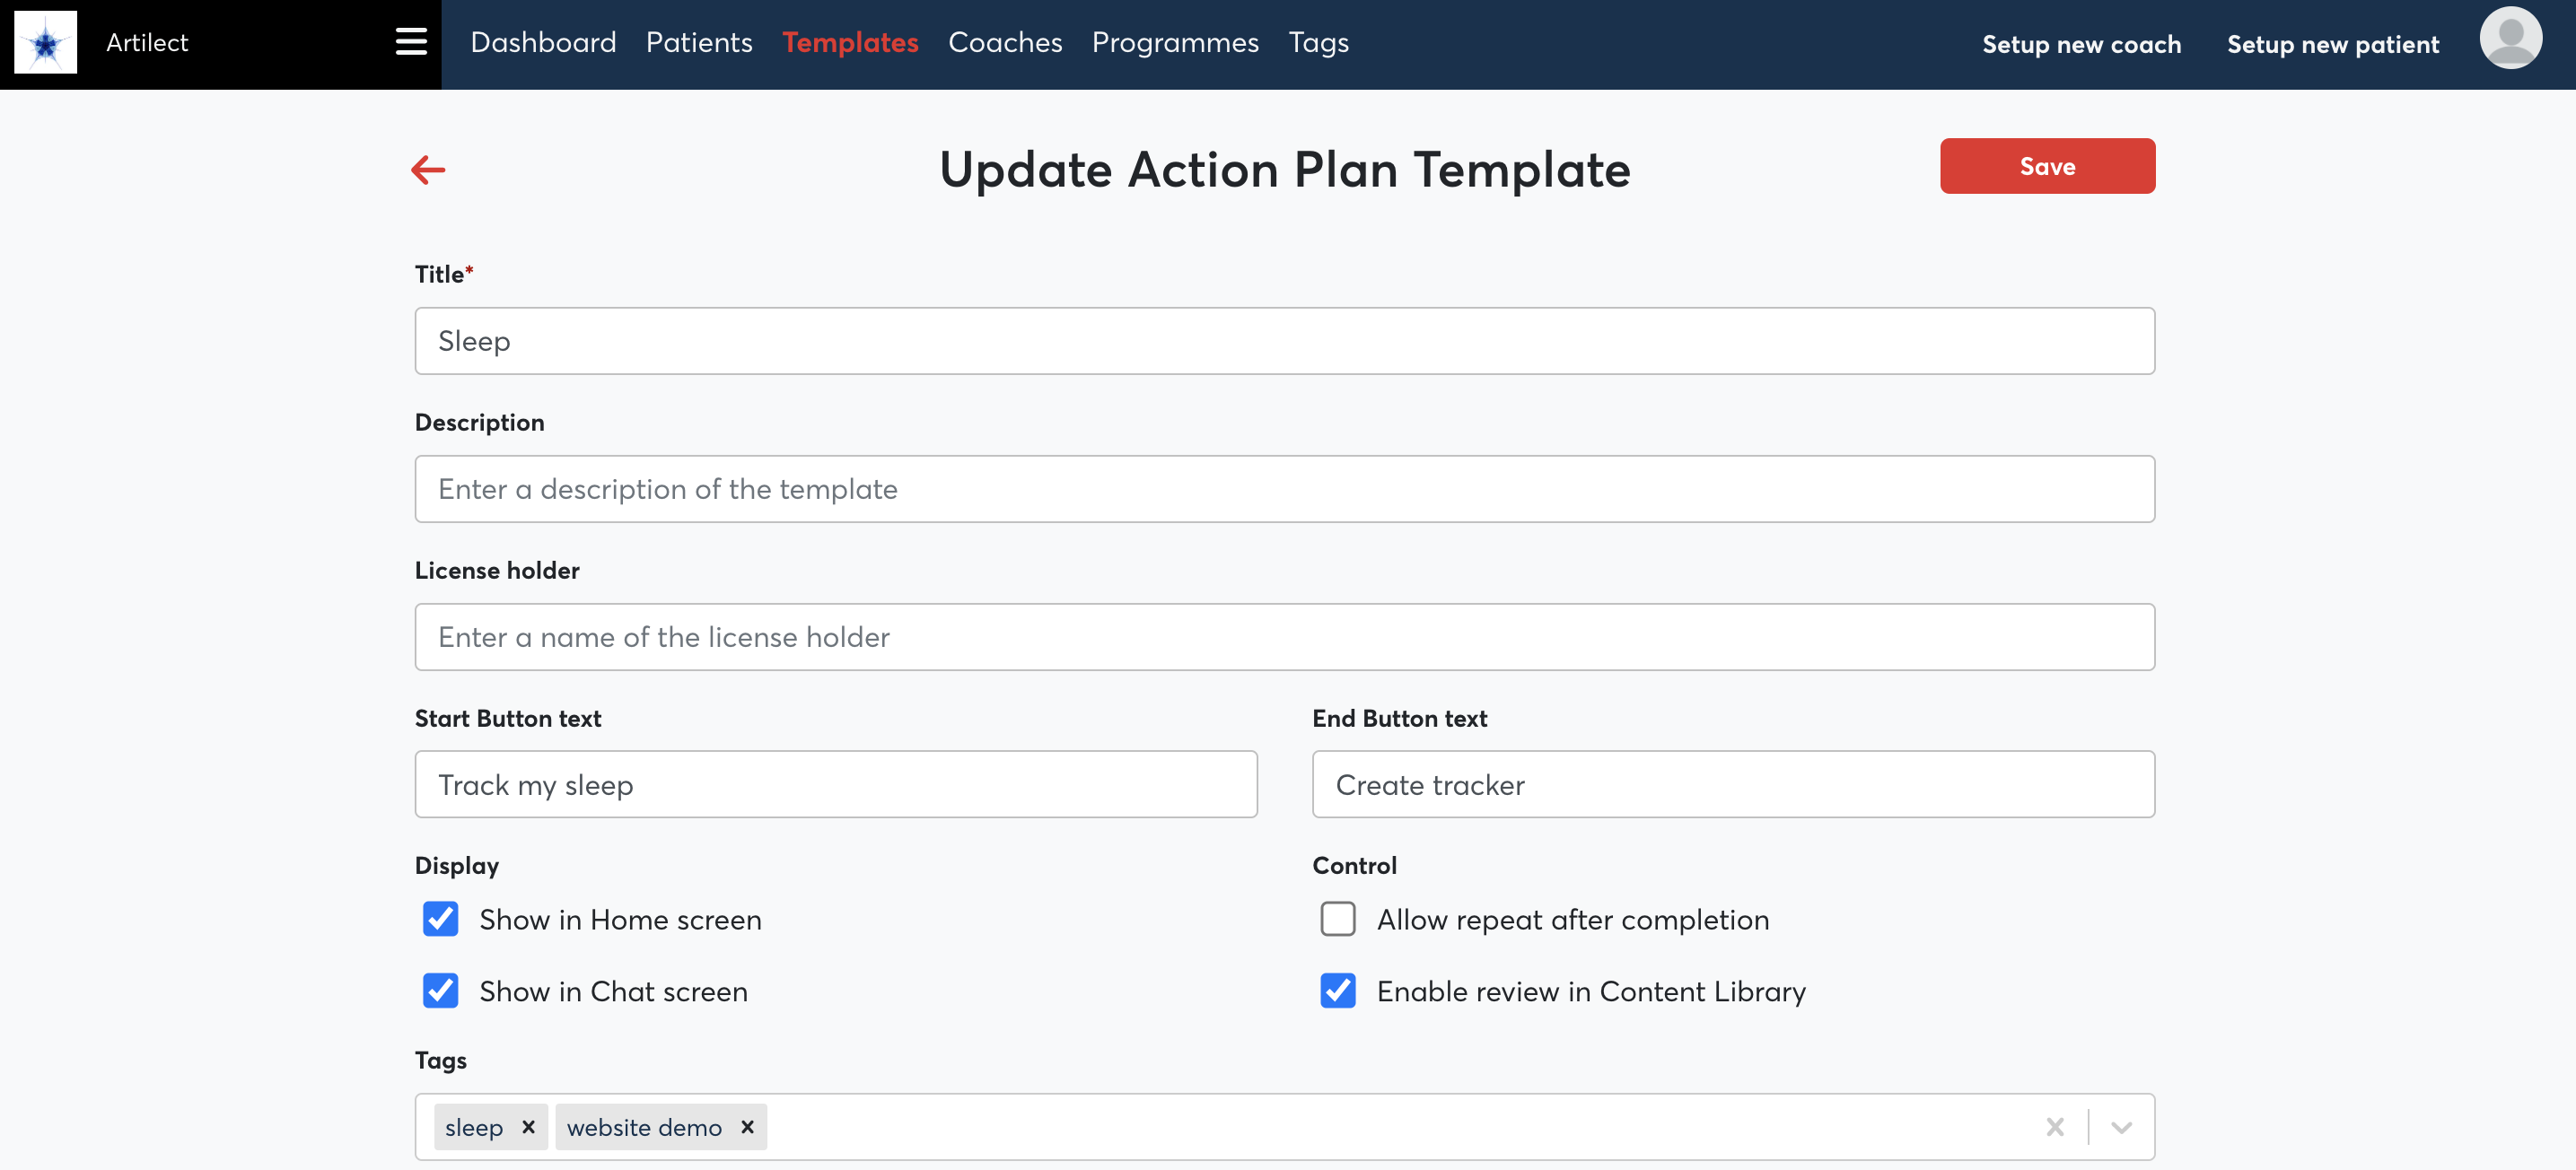 Artilect
Dashboard Patients Templates Coaches Programmes Tags
Setup new coach Setup new patient
Update Action Plan Template
Save
Title*
Sleep
Description
Enter a description of the template
License holder
Enter a name of the license holder
Start Button text
End Button text
Track my sleep
Create tracker
Display
Control
Show in Home screen
Allow repeat after completion
Show in Chat screen
Enable review in Content Library
Tags
sleep
website demo